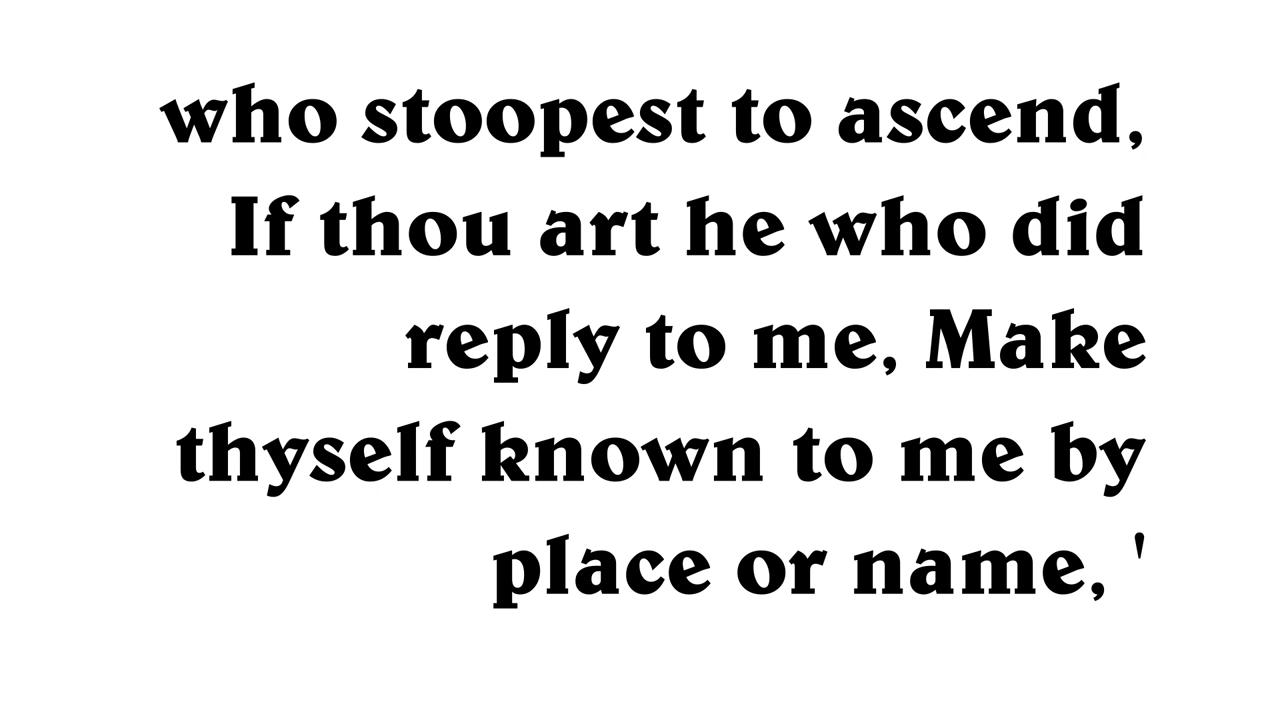 who stoopest to ascend,
If thou art he who did
reply to me, Make
thyself known to me by
place or name, '